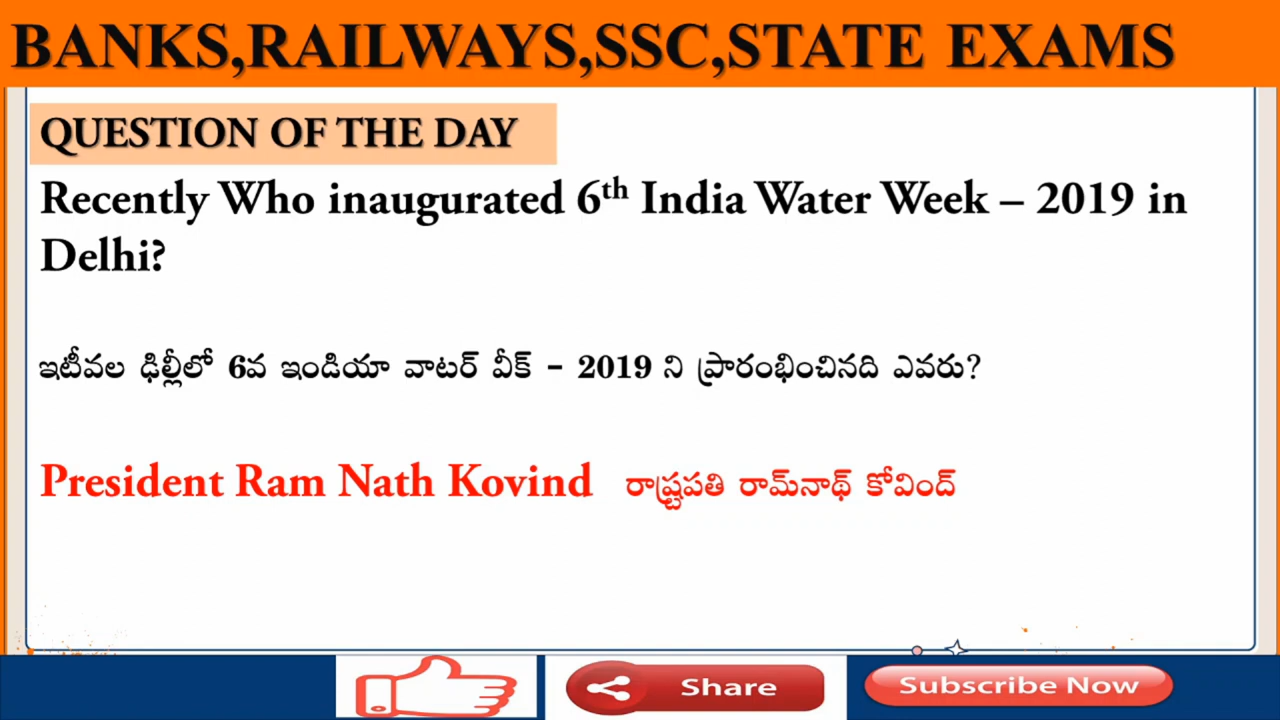 BANKS,RAILWAYS,SSC,STATE EXAMS
QUESTION OF THE DAY
Recently Who inaugurated 6th India Water Week – 2019 in
Delhi?
ఇటీవల ఢిల్లీలో 6వ ఇండియా వాటర్ వీక్ - 2019 ని ప్రారంభించినది ఎవరు?
President Ram Nath Kovind రాష్ట్రపతి రామ్‌నాథ్ కోవింద్
Share
Subscribe Now